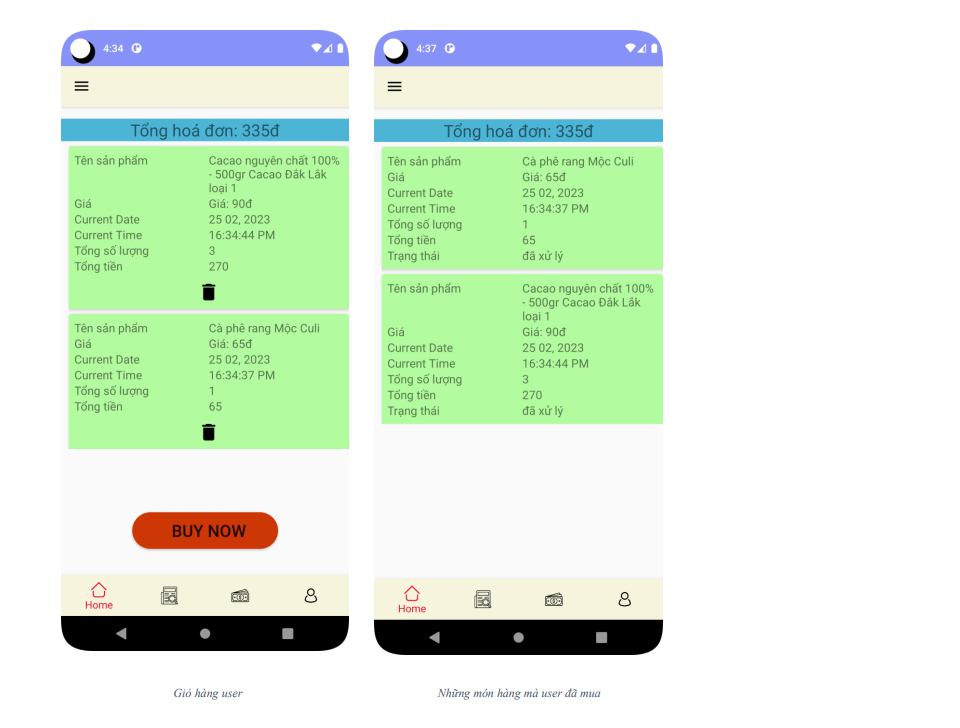 4:34
Tổng hoá đơn: 335đ
Tên sản phẩm Cacao nguyên chất 100%
- 500gr Cacao Đắk Lắk
loại 1
Giá Giá: 90đ
Current Date 25 02, 2023
Current Time 16:34:44 PM
Tổng số lượng 3
Tổng tiền 270
Tên sản phẩm Cà phê rang Mộc Culi
Giá Giá: 65đ
Current Date 25 02, 2023
Current Time 16:34:37 PM
Tổng số lượng 1
Tổng tiền 65
BUY NOW
Home
Giỏ hàng user
4:37
Tổng hoá đơn: 335đ
Tên sản phẩm Cà phê rang Mộc Culi
Giá Giá: 65đ
Current Date 25 02, 2023
Current Time 16:34:37 PM
Tổng số lượng 1
Tổng tiền 65
Trạng thái đã xử lý
Tên sản phẩm Cacao nguyên chất 100%
- 500gr Cacao Đắk Lắk
loại 1
Giá Giá: 90đ
Current Date 25 02, 2023
Current Time 16:34:44 PM
Tổng số lượng 3
Tổng tiền 270
Trạng thái đã xử lý
Home
Những món hàng mà user đã mua